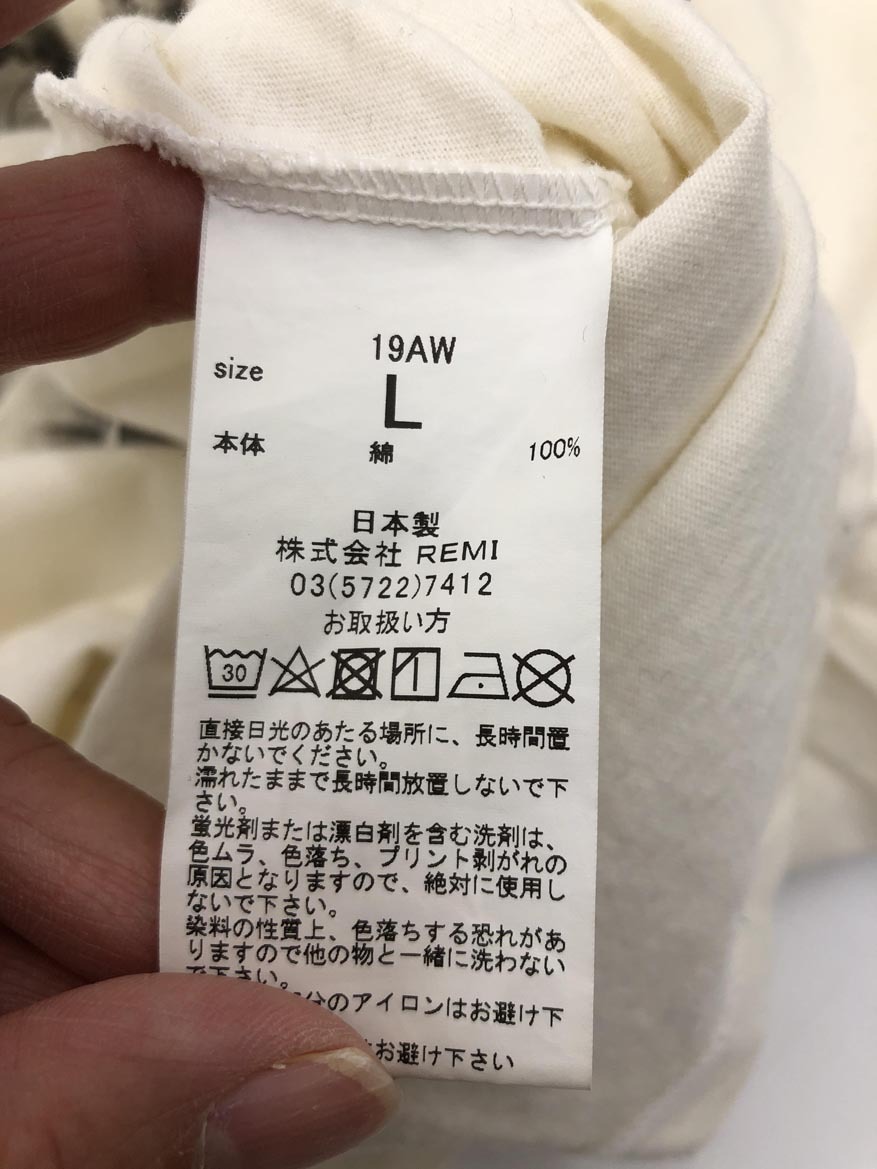 19AW
size L
本体 綿 100%
日本製
株式会社 REMI
03(5722)7412
お取扱い方
30
直接日光のあたる場所に、長時間置
かないでください。
濡れたままで長時間放置しないで下
さい。
蛍光剤または漂白剤を含む洗剤は、
色ムラ、色落ち、プリント剥がれの
原因となりますので、絶対に使用し
ないで下さい。
染料の性質上、色落ちする恐れがあ
りますので他の物と一緒に洗わない
で下さい。
分のアイロンはお避け下
お避け下さい